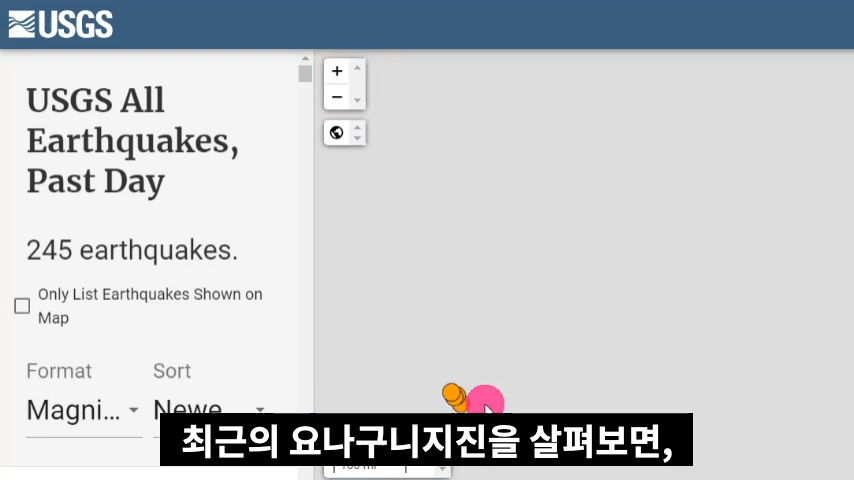 USGS
USGS All
Earthquakes,
Past Day
245 earthquakes.
Only List Earthquakes Shown on
Map
Format Sort
Magni... Newe
최근의 요나구니지진을 살펴보면,